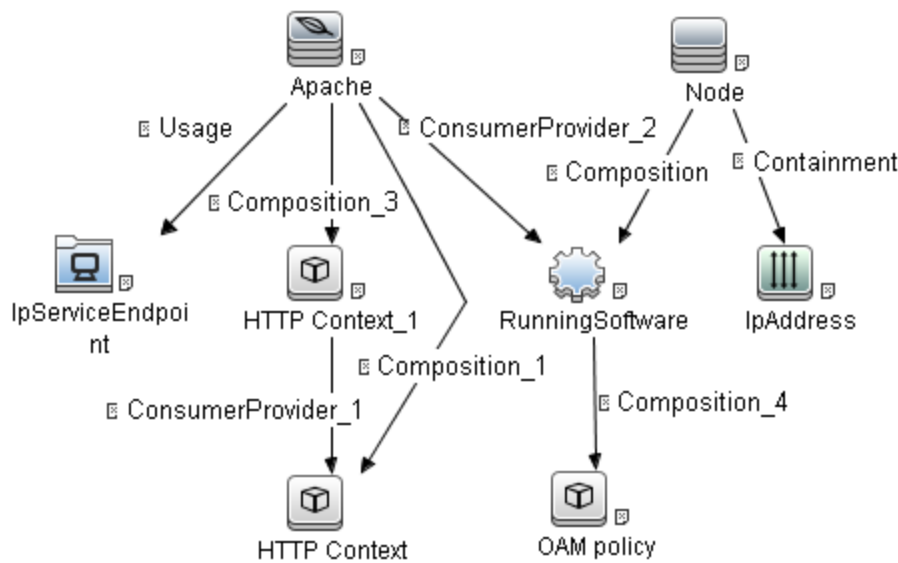 Apache
Node
Usage
ConsumerProvider_2
Composition
Containment
Composition_3
IpServiceEndpoi
nt
HTTP Context_1
RunningSoftware
IpAddress
Composition_1
ConsumerProvider_1
Composition_4
HTTP Context
OAM policy